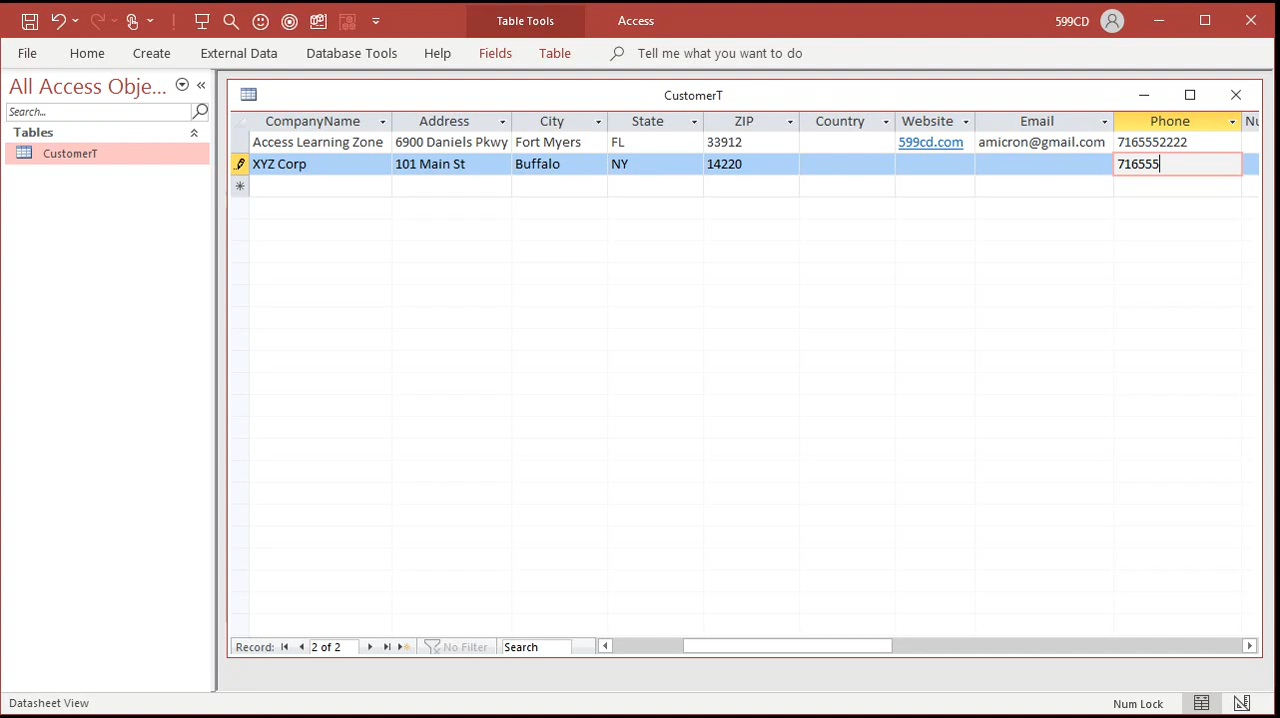 Table Tools
Access
599CD
File Home Create External Data Database Tools Help Fields Table Tell me what you want to do
All Access Obje...
Search...
Tables
CustomerT
CustomerT
CompanyName Address City State ZIP Country Website Email Phone Nu
Access Learning Zone 6900 Daniels Pkwy Fort Myers FL 33912 599cd.com amicron@gmail.com 7165552222
XYZ Corp 101 Main St Buffalo NY 14220 716555
Record: 2 of 2 No Filter Search
Datasheet View
Num Lock